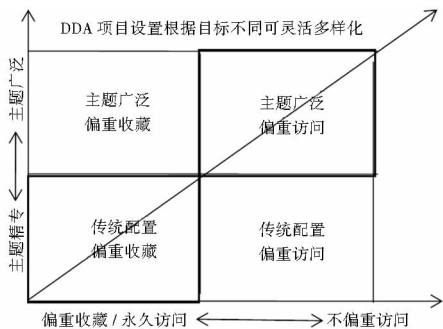 DDA 项目设置根据目标不同可灵活多样化
主题广泛
主题广泛
偏重收藏
主题广泛
偏重访问
主题精专
传统配置
偏重收藏
传统配置
偏重访问
偏重收藏 / 永久访问
不偏重访问